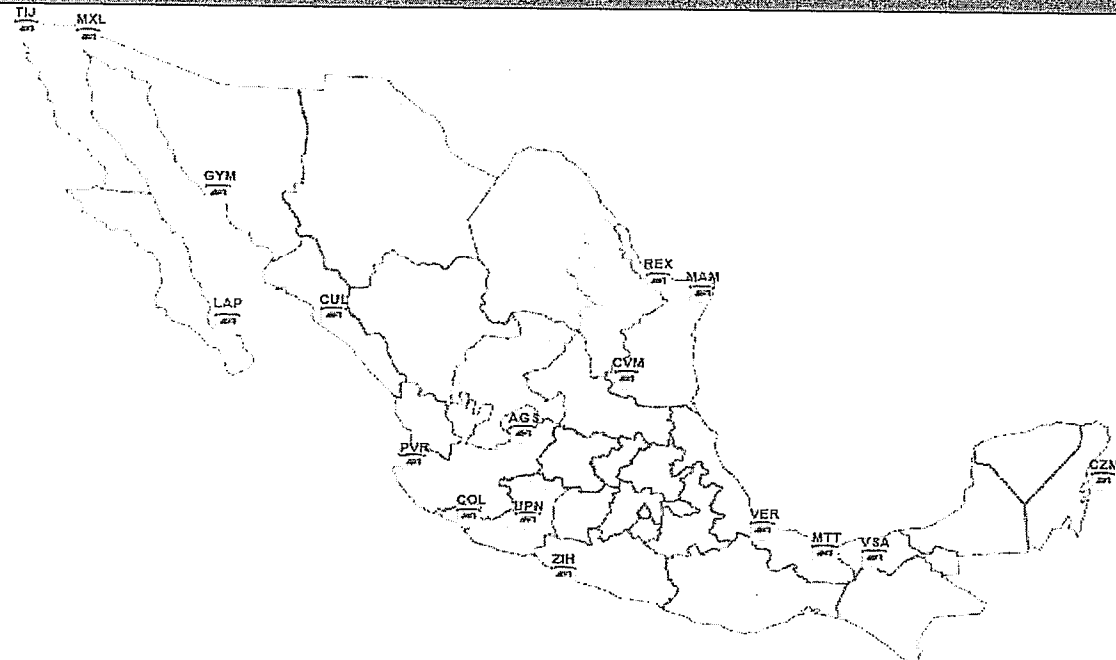 TIJ
MXL
GYM
LAP
CUL
REX
MAM
CVM
AGS
PVR
COL
UPN
ZIH
VER
MTT
VSA
CZM